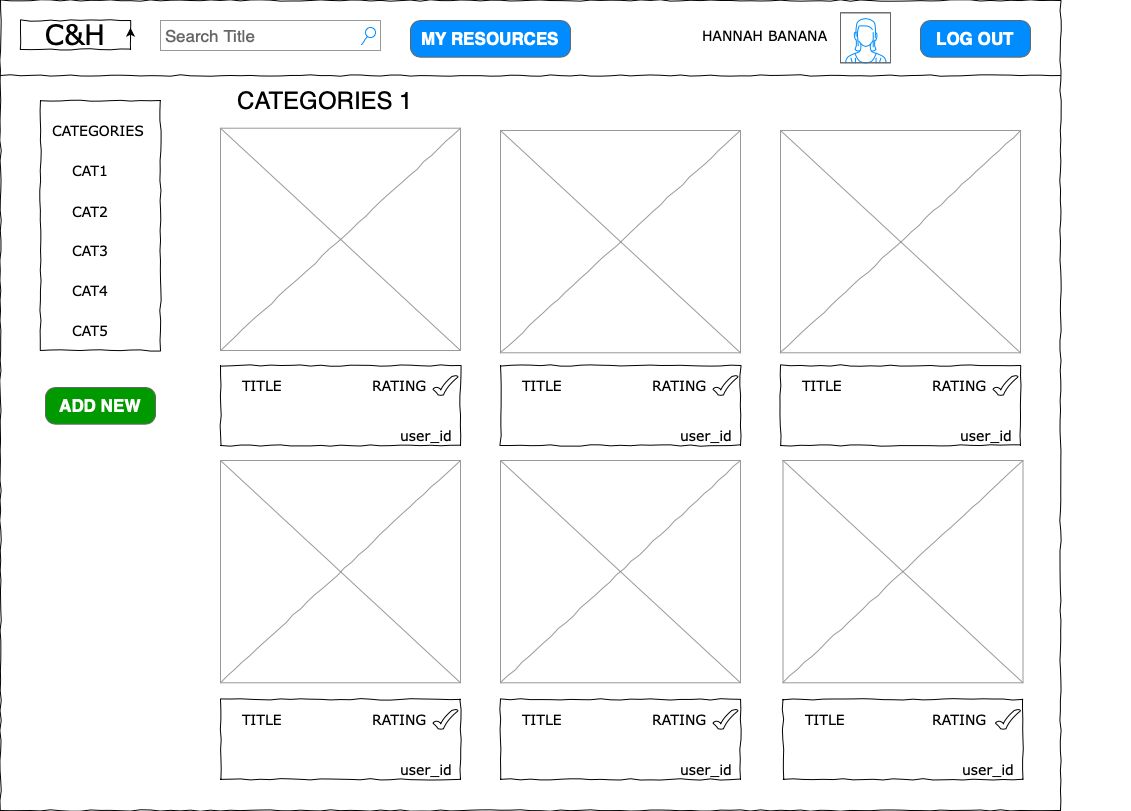 C&H
Search Title
MY RESOURCES
HANNAH BANANA
LOG OUT
CATEGORIES
CAT1
CAT2
CAT3
CAT4
CAT5
ADD NEW
CATEGORIES 1
TITLE RATING
user_id
TITLE RATING
user_id
TITLE RATING
user_id
TITLE RATING
user_id
TITLE RATING
user_id
TITLE RATING
user_id